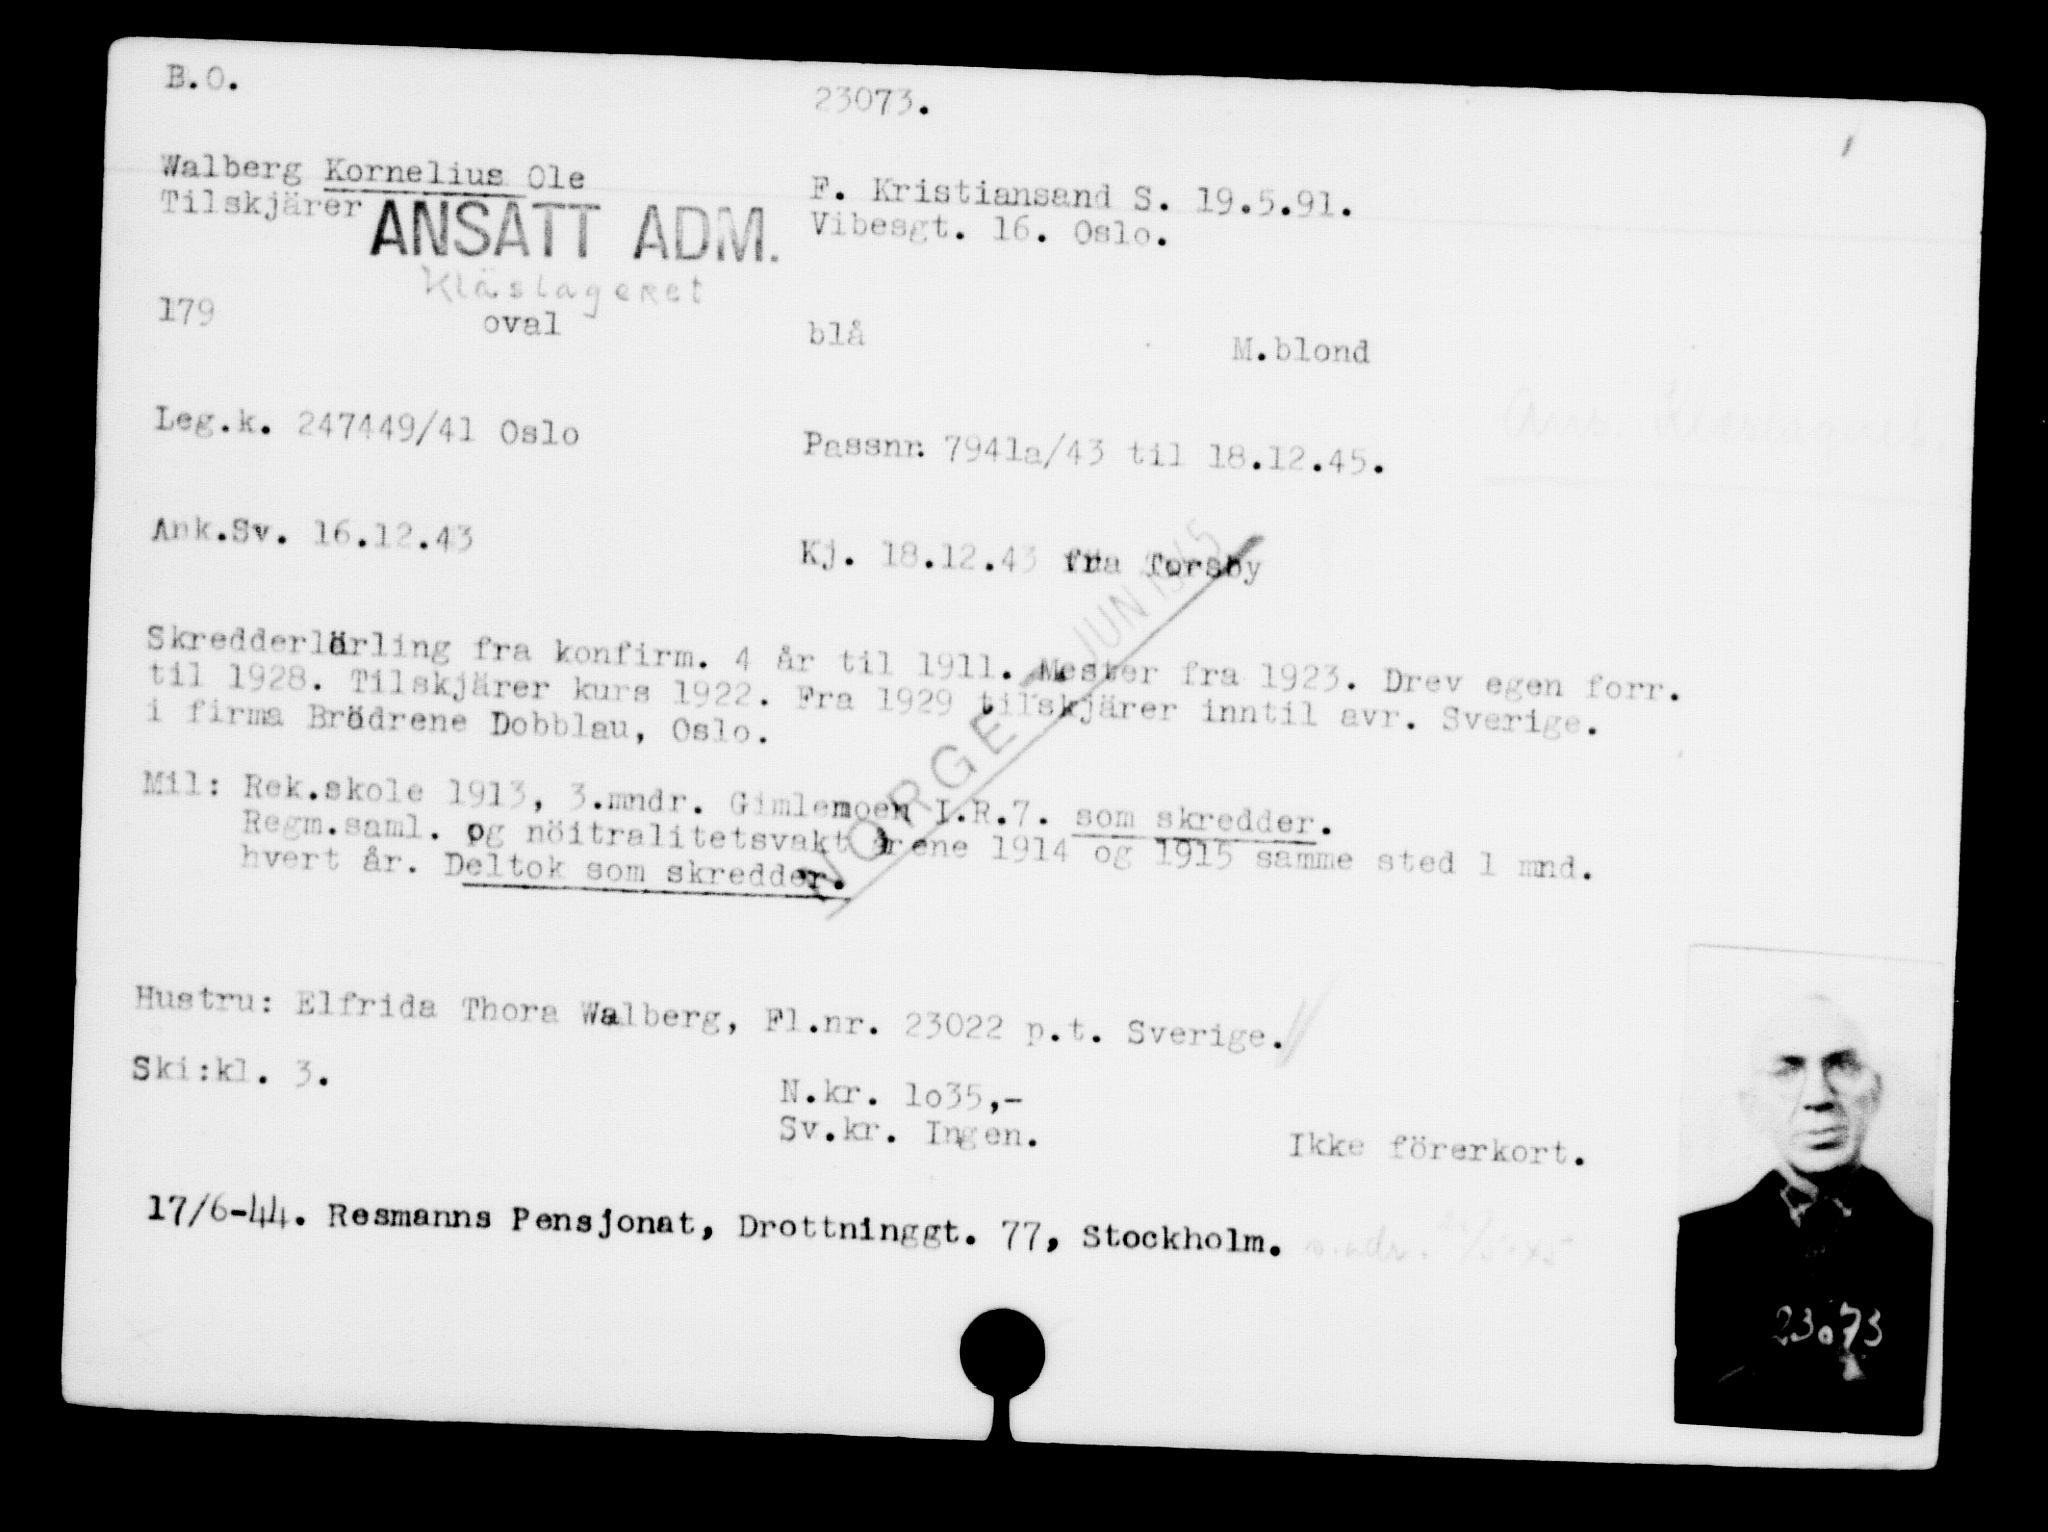 B.O.
23073.
Walberg Kornelius Ole
F. Kristiansand S. 19.5.91.
Tilskjärer
Vibesgt. 16. Oslo.
ANSATT ADM.
Kläslageret
179
oval
blå
M.blond
Leg.k. 247449/41 Oslo
Passnr. 7941a/43 til 18.12.45.
Ank.Sv. 16.12.43
Kj. 18.12.43 fra Torsby
NORGE JUN 1945
Skredderlärling fra konfirm. 4 år til 1911. Mester fra 1923. Drev egen forr.
til 1928. Tilskjärer kurs 1922. Fra 1929 tilskjärer inntil avr. Sverige.
i firma Brödrene Dobblau, Oslo.
Mil: Rek.skole 1913, 3.mndr. Gimlemoen I.R.7. som skredder.
Regm.saml. og nöitralitetsvakt årene 1914 og 1915 samme sted 1 mnd.
hvert år. Deltok som skredder.
Hustru: Elfrida Thora Walberg, Fl.nr. 23022 p.t. Sverige.
Ski:kl. 3.
N.kr. 1o35,-
Sv.kr. Ingen.
Ikke förerkort.
17/6-44. Resmanns Pensjonat, Drottninggt. 77, Stockholm.
23073